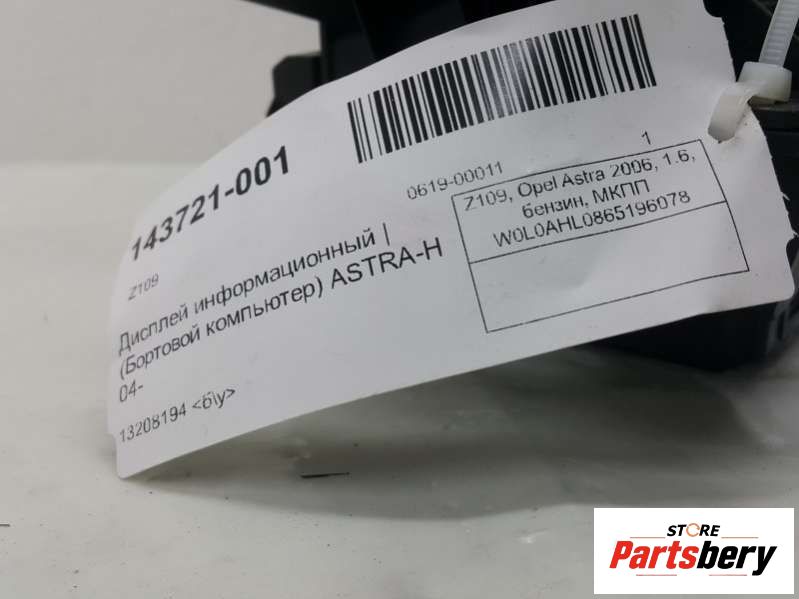 143721-001
0619-00011
1
Z109
Z109, Opel Astra 2006, 1.6,
бензин, МКПП
W0L0AHL0865196078
Дисплей информационный |
(Бортовой компьютер) ASTRA-H
04-
13208194 <б\у>
STORE
Partsbery